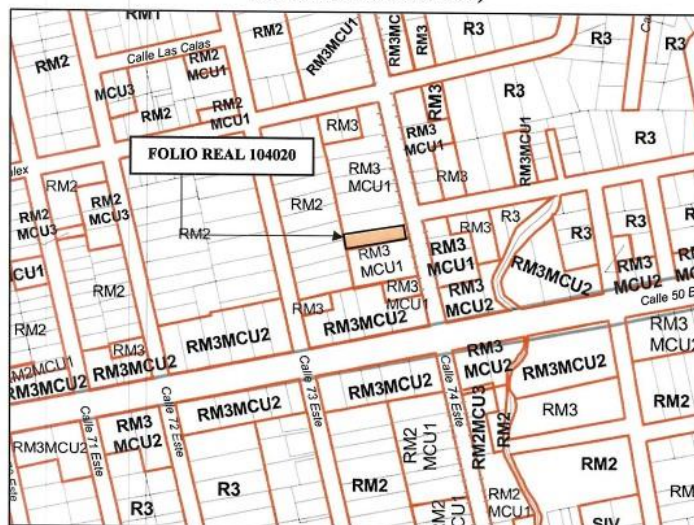 RM1
RM2
Calle Las Calas
RM2
MCU1
MCU3
RM2
RM2
MCU1
RM2
RM3MCU1
RM3MC
RM3
R3
R3
R3
RM3
R3
R3
RM3
RM3
MCU1
RM3MCU1
FOLIO REAL 104020
RM3
MCU1
RM3
RM2
RM2
MCU3
RM2
MCU3
RM2
RM2
RM3
MCU1
RM3
MCU1
RM3
R3
R3
R3
RM3
MCU2
MCU1
RM2
RM2
RM3
RM3
MCU1
RM3
MCU2
RM3MCU2
Calle 50 E
RM3MCU2
RM3MCU2
RM3
RM3MCU2
RM3
MCU2
RM3
MCU2
RM3MCU2
RM3MCU2
RM3MCU2
RM3MCU2
RM3
RM2
Calle 71 Este
Calle 72 Este
Calle 73 Este
Calle 74 Este
RM3
MCU2
RM3MCU2
RM2
MCU1
RM2MCU3
RM2
R3
R3
RM2
RM2
MCU1
RM2
MCU1
RM2
SIV